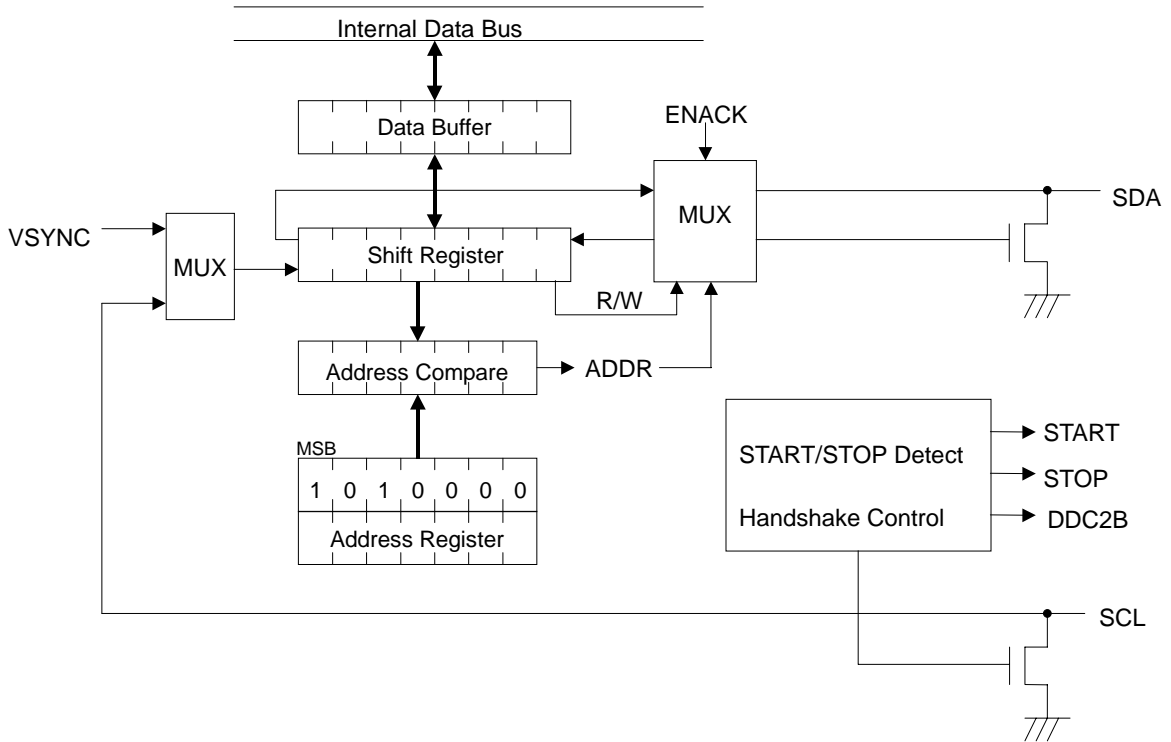 Internal Data Bus
Data Buffer
ENACK
MUX
SDA
VSYNC
MUX
Shift Register
R/W
Address Compare
ADDR
MSB
1 0 1 0 0 0 0
Address Register
START/STOP Detect
Handshake Control
START
STOP
DDC2B
SCL